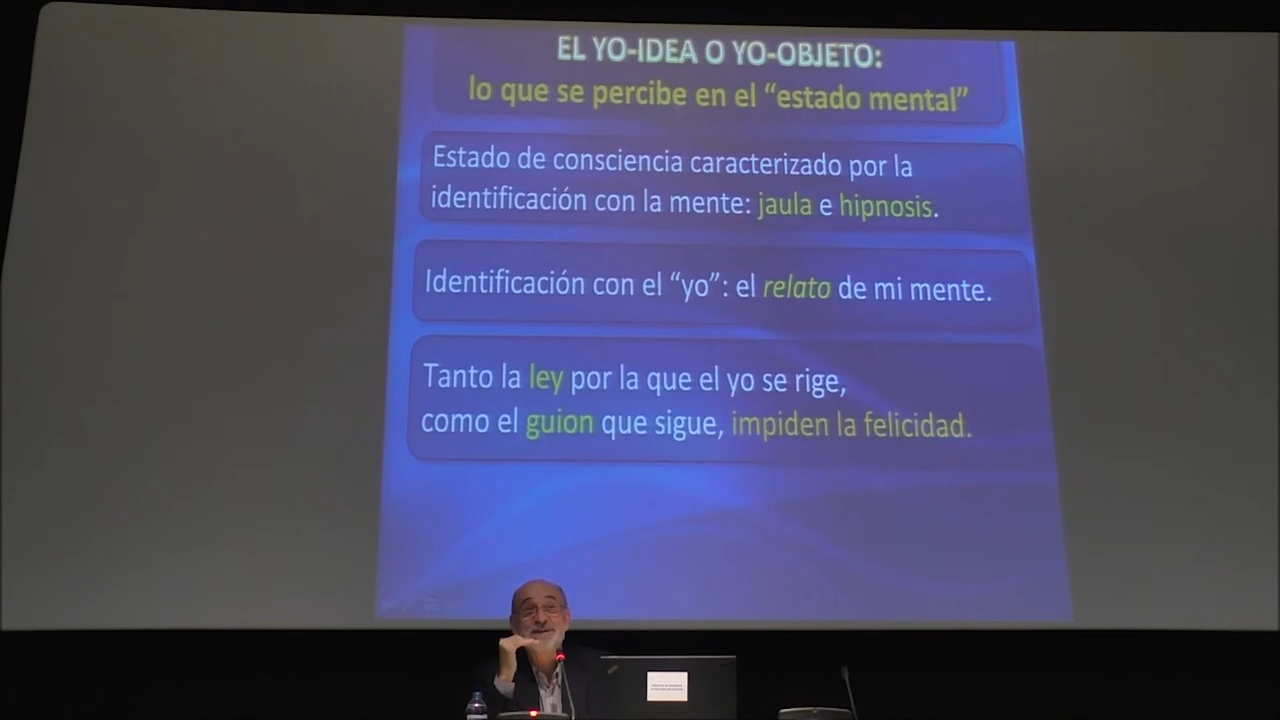 EL YO-IDEA O YO-OBJETO:
lo que se percibe en el “estado mental”
Estado de consciencia caracterizado por la
identificación con la mente: jaula e hipnosis.
Identificación con el “yo”: el relato de mi mente.
Tanto la ley por la que el yo se rige,
como el guion que sigue, impiden la felicidad.